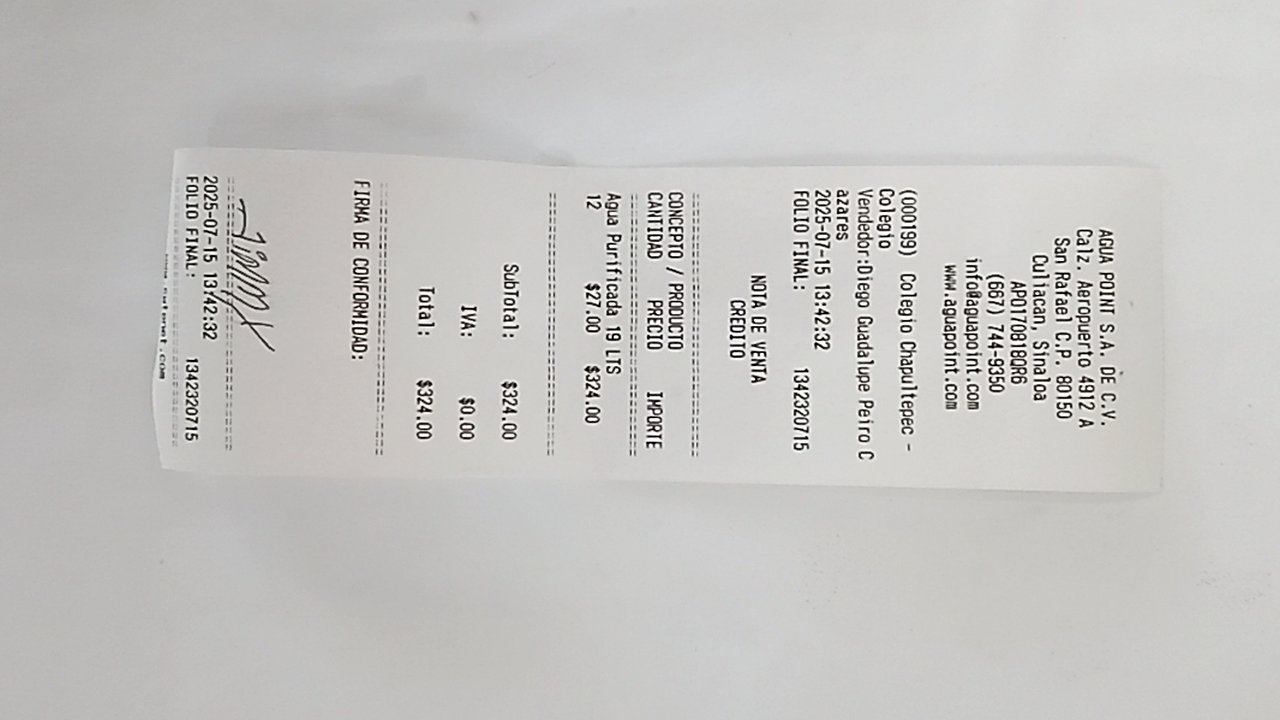 AGUA POINT S.A. DE C.V.
Calz. Aeropuerto 4912 A
San Rafael C.P. 80150
Culiacan, Sinaloa
APO170818QR6
(667) 744-9350
info@aguapoint.com
www.aguapoint.com
(000199) Colegio Chapultepec -
Colegio
Vendedor:Diego Guadalupe Peiro C
azares
2025-07-15 13:42:32
FOLIO FINAL: 1342320715
NOTA DE VENTA
CREDITO
CONCEPTO / PRODUCTO
CANTIDAD PRECIO IMPORTE
Agua Purificada 19 LTS
12 $27.00 $324.00
SubTotal: $324.00
IVA: $0.00
Total: $324.00
FIRMA DE CONFORMIDAD:
2025-07-15 13:42:32
FOLIO FINAL: 1342320715